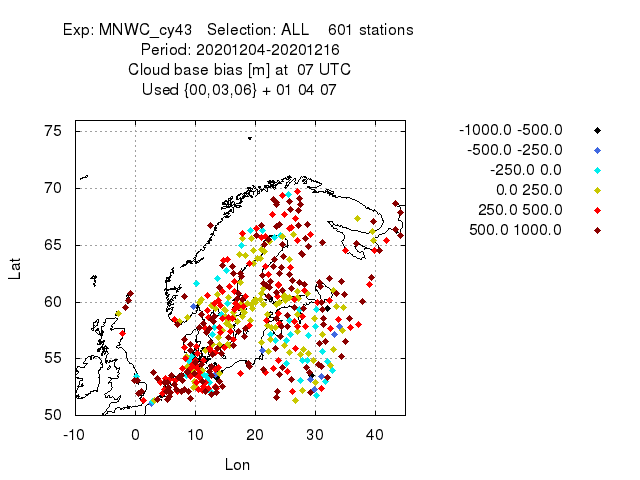 Exp: MNWC_cy43 Selection: ALL 601 stations
Period: 20201204-20201216
Cloud base bias [m] at 07 UTC
Used {00,03,06} + 01 04 07
-1000.0 -500.0
-500.0 -250.0
-250.0 0.0
0.0 250.0
250.0 500.0
500.0 1000.0
75
70
65
60
55
50
Lat
-10 0 10 20 30 40
Lon